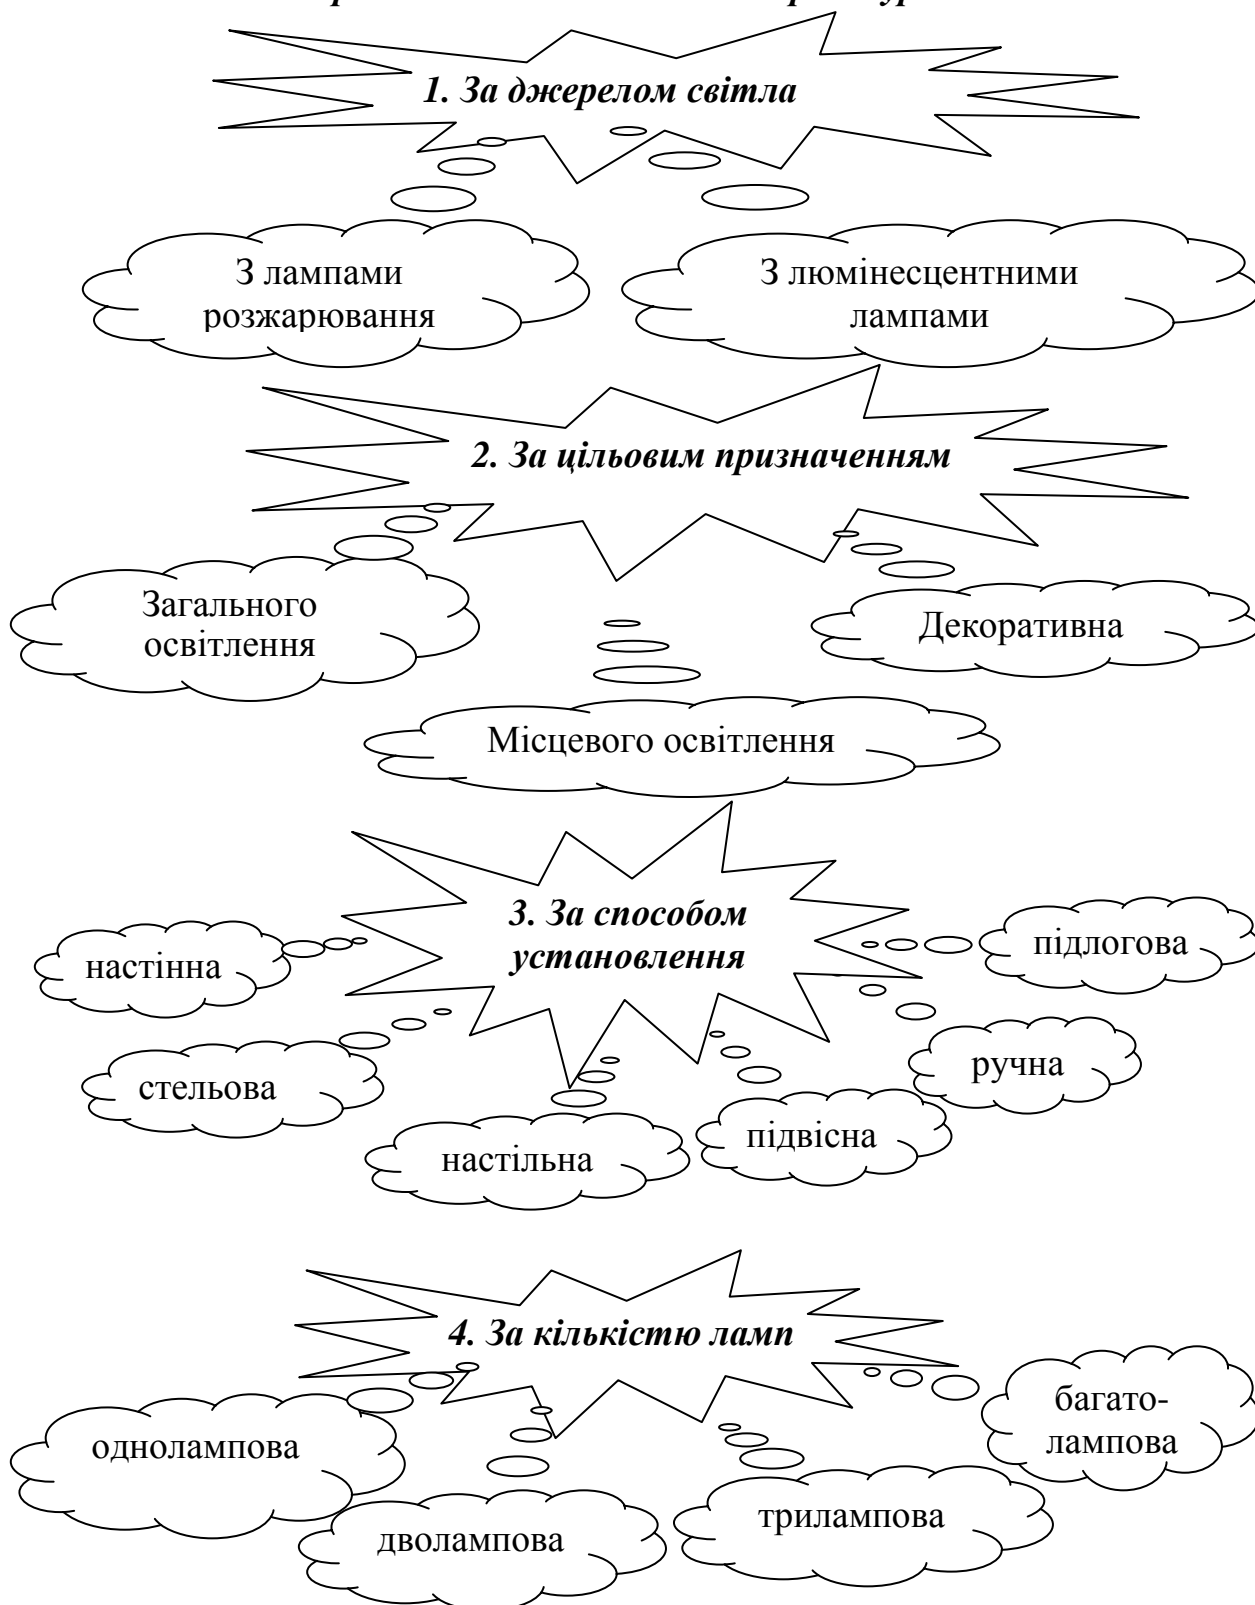 1. За джерелом світла
З лампами
розжарювання
З люмінесцентними
лампами
2. За цільовим призначенням
Загального
освітлення
Декоративна
Місцевого освітлення
3. За способом
установлення
настінна
підлогова
стельова
ручна
настільна
підвісна
4. За кількістю ламп
однолампова
багато-
лампова
дволампова
трилампова